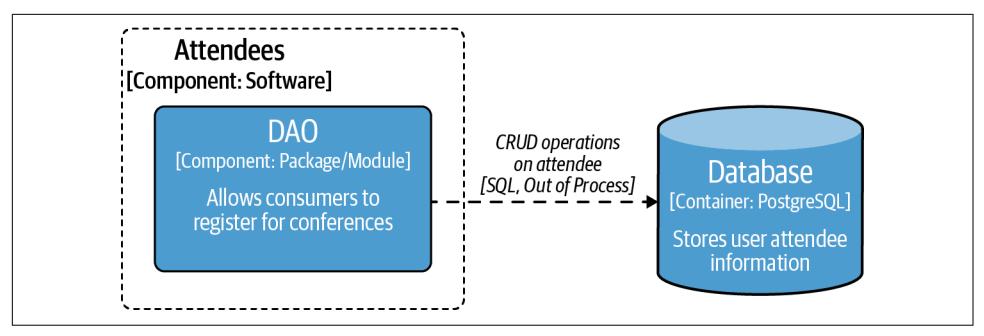 Attendees
[Component: Software]
DAO
[Component: Package/Module]
Allows consumers to
register for conferences
CRUD operations
on attendee
[SQL, Out of Process]
Database
[Container: PostgreSQL]
Stores user attendee
information